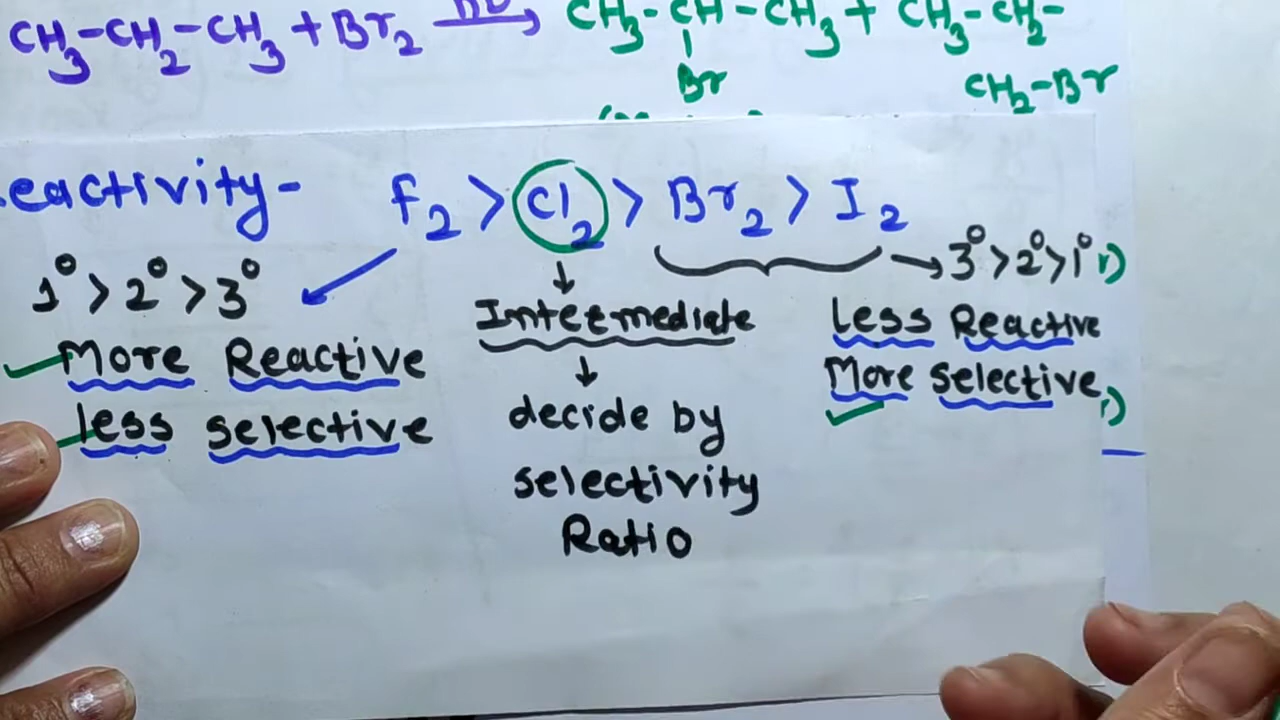 CH₃-CH₂-CH₃ + Br₂ → CH₃-CH-CH₃ + CH₃-CH₂-
Br
CH₂-Br
eactivity- F₂ > Cl₂ > Br₂ > I₂
1° > 2° > 3°
3° > 2° > 1°
More Reactive
less selective
Intermediate
decide by
selectivity
Ratio
less Reactive
More selective